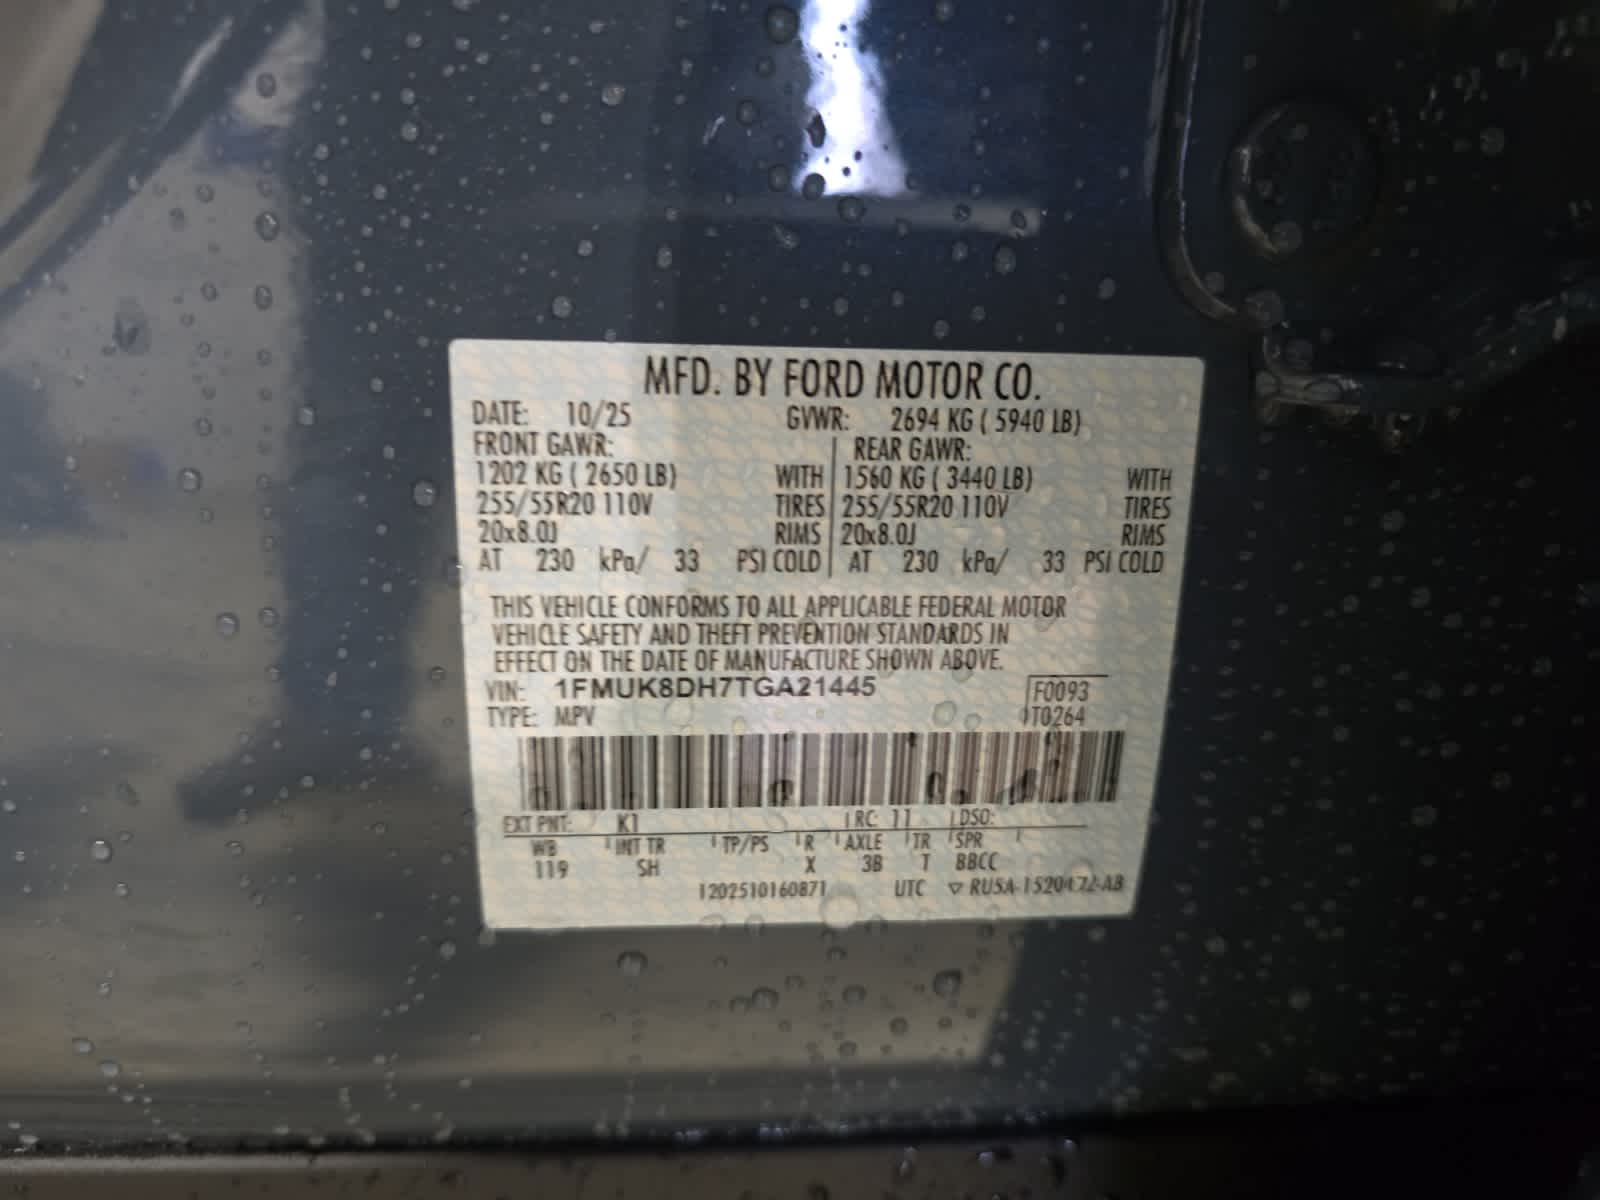 MFD. BY FORD MOTOR CO.
DATE: 10/25 GVWR: 2694 KG ( 5940 LB)
FRONT GAWR: REAR GAWR:
1202 KG ( 2650 LB) WITH 1560 KG ( 3440 LB) WITH
255/55R20 110V TIRES 255/55R20 110V TIRES
20x8.0J RIMS 20x8.0J RIMS
AT 230 kPa/ 33 PSI COLD AT 230 kPa/ 33 PSI COLD
THIS VEHICLE CONFORMS TO ALL APPLICABLE FEDERAL MOTOR
VEHICLE SAFETY AND THEFT PREVENTION STANDARDS IN
EFFECT ON THE DATE OF MANUFACTURE SHOWN ABOVE.
VIN: 1FMUK8DH7TGA21445 F0093
TYPE: MPV T0264
EXT PNT: K1 RC: 11 DSO:
WB INT TR TP/PS R AXLE TR SPR
119 SH X 3B T BBCC
1202510160871 UTC ▽ RU5A-1520472-AB